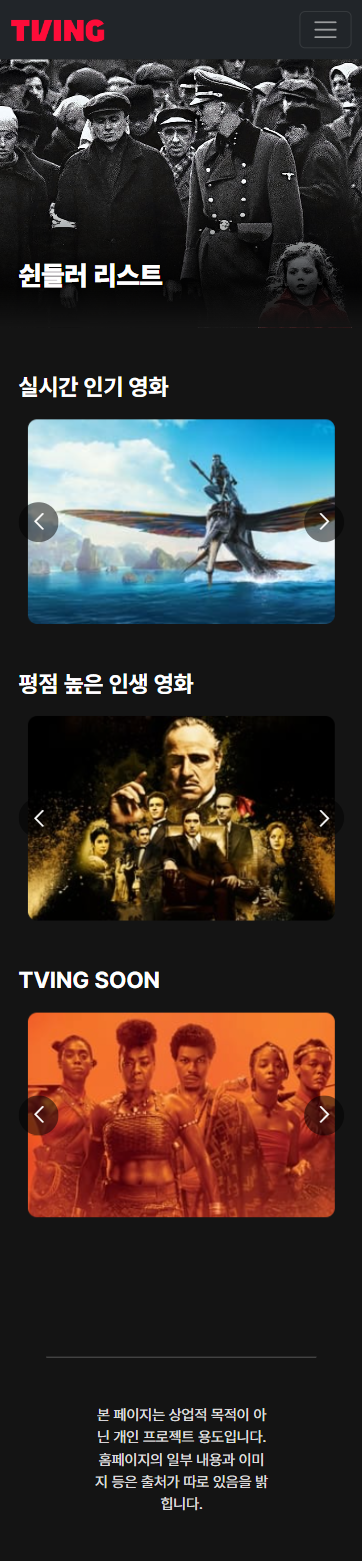 TVING
쉰들러 리스트
실시간 인기 영화
평점 높은 인생 영화
TVING SOON
본 페이지는 상업적 목적이 아
닌 개인 프로젝트 용도입니다.
홈페이지의 일부 내용과 이미
지 등은 출처가 따로 있음을 밝
힙니다.